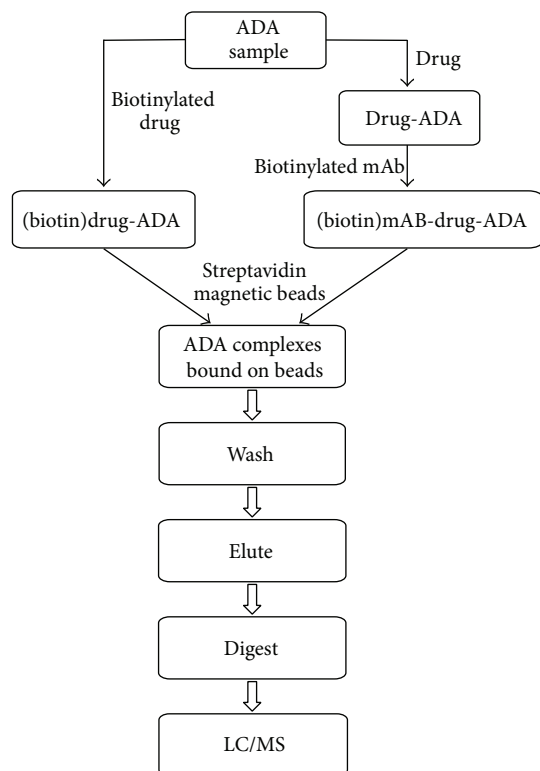 ADA
sample
Drug
Biotinylated
drug
Drug-ADA
Biotinylated mAb
(biotin)drug-ADA
(biotin)mAB-drug-ADA
Streptavidin
magnetic beads
ADA complexes
bound on beads
Wash
Elute
Digest
LC/MS